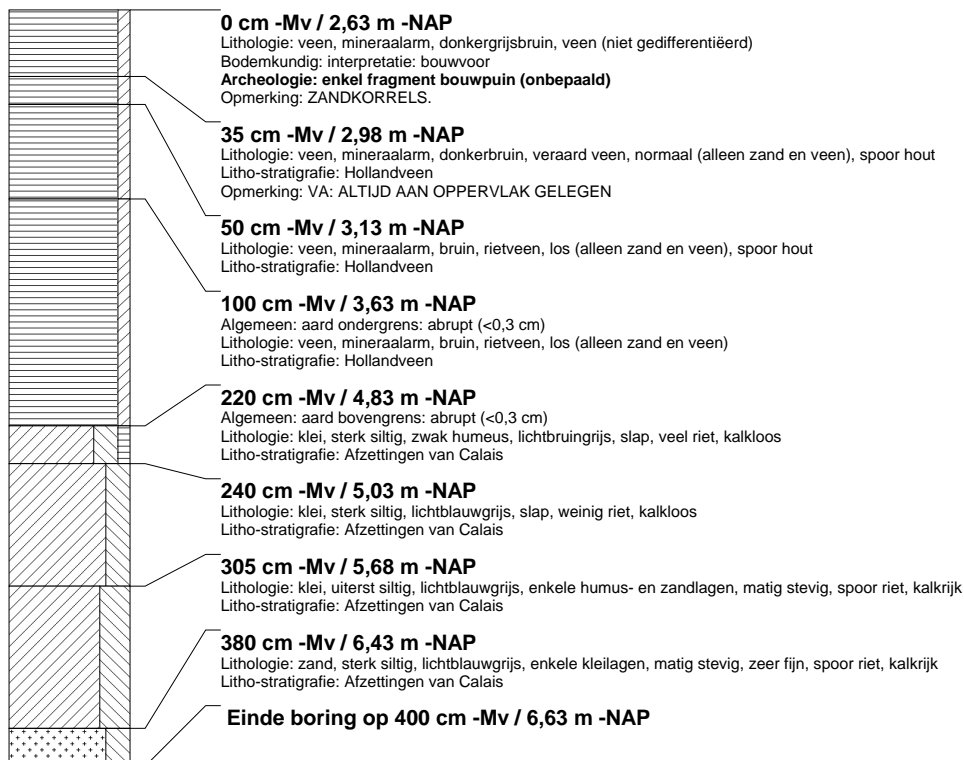 0 cm -Mv / 2,63 m -NAP
Lithologie: veen, mineraalarm, donkergrijsbruin, veen (niet gedifferentiëerd)
Bodemkundig: interpretatie: bouwvoor
Archeologie: enkel fragment bouwpuin (onbepaald)
Opmerking: ZANDKORRELS.
35 cm -Mv / 2,98 m -NAP
Lithologie: veen, mineraalarm, donkerbruin, veraard veen, normaal (alleen zand en veen), spoor hout
Litho-stratigrafie: Hollandveen
Opmerking: VA: ALTIJD AAN OPPERVLAK GELEGEN
50 cm -Mv / 3,13 m -NAP
Lithologie: veen, mineraalarm, bruin, rietveen, los (alleen zand en veen), spoor hout
Litho-stratigrafie: Hollandveen
100 cm -Mv / 3,63 m -NAP
Algemeen: aard ondergrens: abrupt (<0,3 cm)
Lithologie: veen, mineraalarm, bruin, rietveen, los (alleen zand en veen)
Litho-stratigrafie: Hollandveen
220 cm -Mv / 4,83 m -NAP
Algemeen: aard bovengrens: abrupt (<0,3 cm)
Lithologie: klei, sterk siltig, zwak humeus, lichtbruingrijs, slap, veel riet, kalkloos
Litho-stratigrafie: Afzettingen van Calais
240 cm -Mv / 5,03 m -NAP
Lithologie: klei, sterk siltig, lichtblauwgrijs, slap, weinig riet, kalkloos
Litho-stratigrafie: Afzettingen van Calais
305 cm -Mv / 5,68 m -NAP
Lithologie: klei, uiterst siltig, lichtblauwgrijs, enkele humus- en zandlagen, matig stevig, spoor riet, kalkrijk
Litho-stratigrafie: Afzettingen van Calais
380 cm -Mv / 6,43 m -NAP
Lithologie: zand, sterk siltig, lichtblauwgrijs, enkele kleilagen, matig stevig, zeer fijn, spoor riet, kalkrijk
Litho-stratigrafie: Afzettingen van Calais
Einde boring op 400 cm -Mv / 6,63 m -NAP